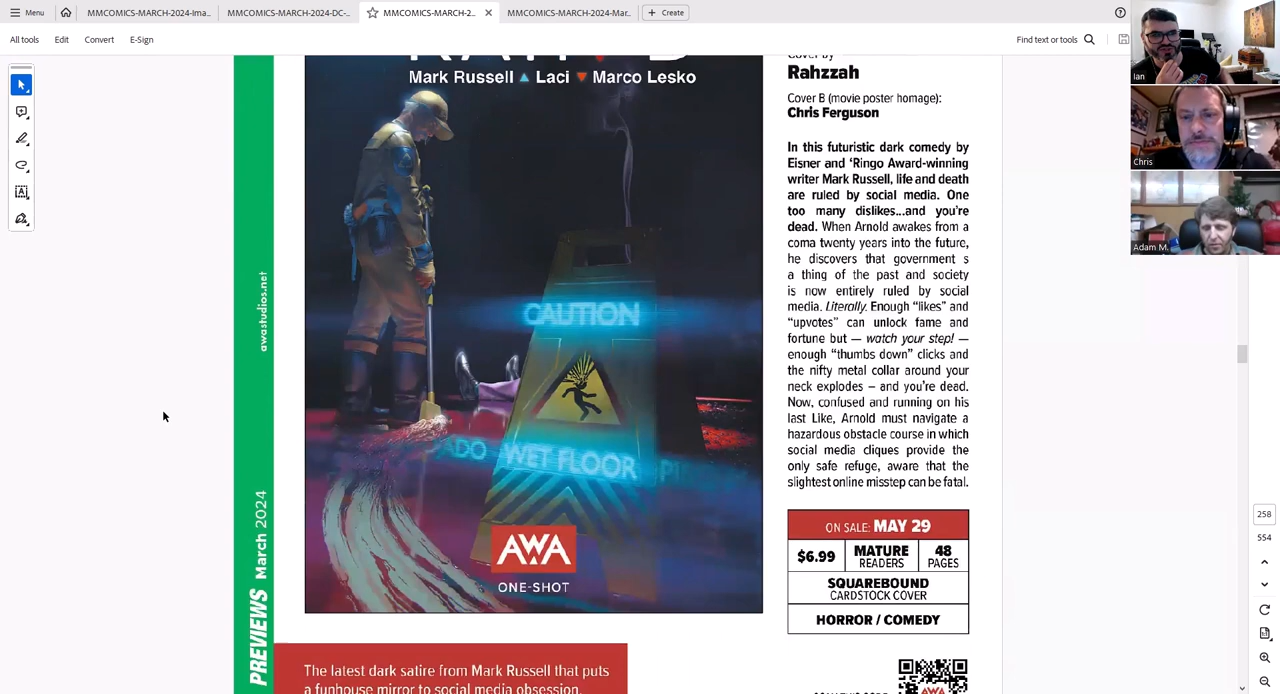 Menu
MMCOMICS-MARCH-2024-Ima...
MMCOMICS-MARCH-2024-DC-...
MMCOMICS-MARCH-2...
MMCOMICS-MARCH-2024-Mar...
Create
All tools
Edit
Convert
E-Sign
Find text or tools
Ian
Chris
Adam M.
Mark Russell Laci Marco Lesko
CAUTION
WET FLOOR
AWA
ONE-SHOT
awastudios.net
PREVIEWS March 2024
Cover by
Rahzzah
Cover B (movie poster homage):
Chris Ferguson
In this futuristic dark comedy by
Eisner and ‘Ringo Award-winning
writer Mark Russell, life and death
are ruled by social media. One
too many dislikes...and you’re
dead. When Arnold awakes from a
coma twenty years into the future,
he discovers that government s
a thing of the past and society
is now entirely ruled by social
media. Literally. Enough “likes” and
“upvotes” can unlock fame and
fortune but — watch your step! —
enough “thumbs down” clicks and
the nifty metal collar around your
neck explodes – and you’re dead.
Now, confused and running on his
last Like, Arnold must navigate a
hazardous obstacle course in which
social media cliques provide the
only safe refuge, aware that the
slightest online misstep can be fatal.
ON SALE: MAY 29
$6.99
MATURE
READERS
48
PAGES
SQUAREBOUND
CARDSTOCK COVER
HORROR / COMEDY
The latest dark satire from Mark Russell that puts
a funhouse mirror to social media obsession.
258
554